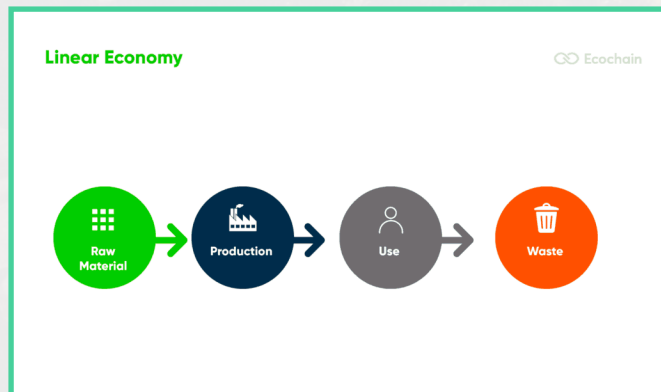 Linear Economy
Ecochain
Raw
Material
Production
Use
Waste